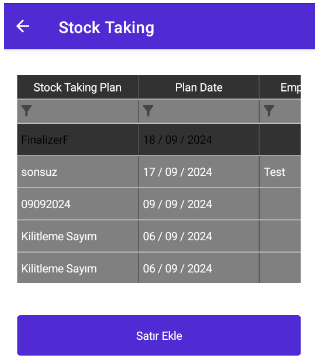 Stock Taking
Stock Taking Plan Plan Date Emp
FinalizerF 18 / 09 / 2024
sonsuz 17 / 09 / 2024 Test
09092024 09 / 09 / 2024
Kilitleme Sayım 06 / 09 / 2024
Kilitleme Sayım 06 / 09 / 2024
Satır Ekle